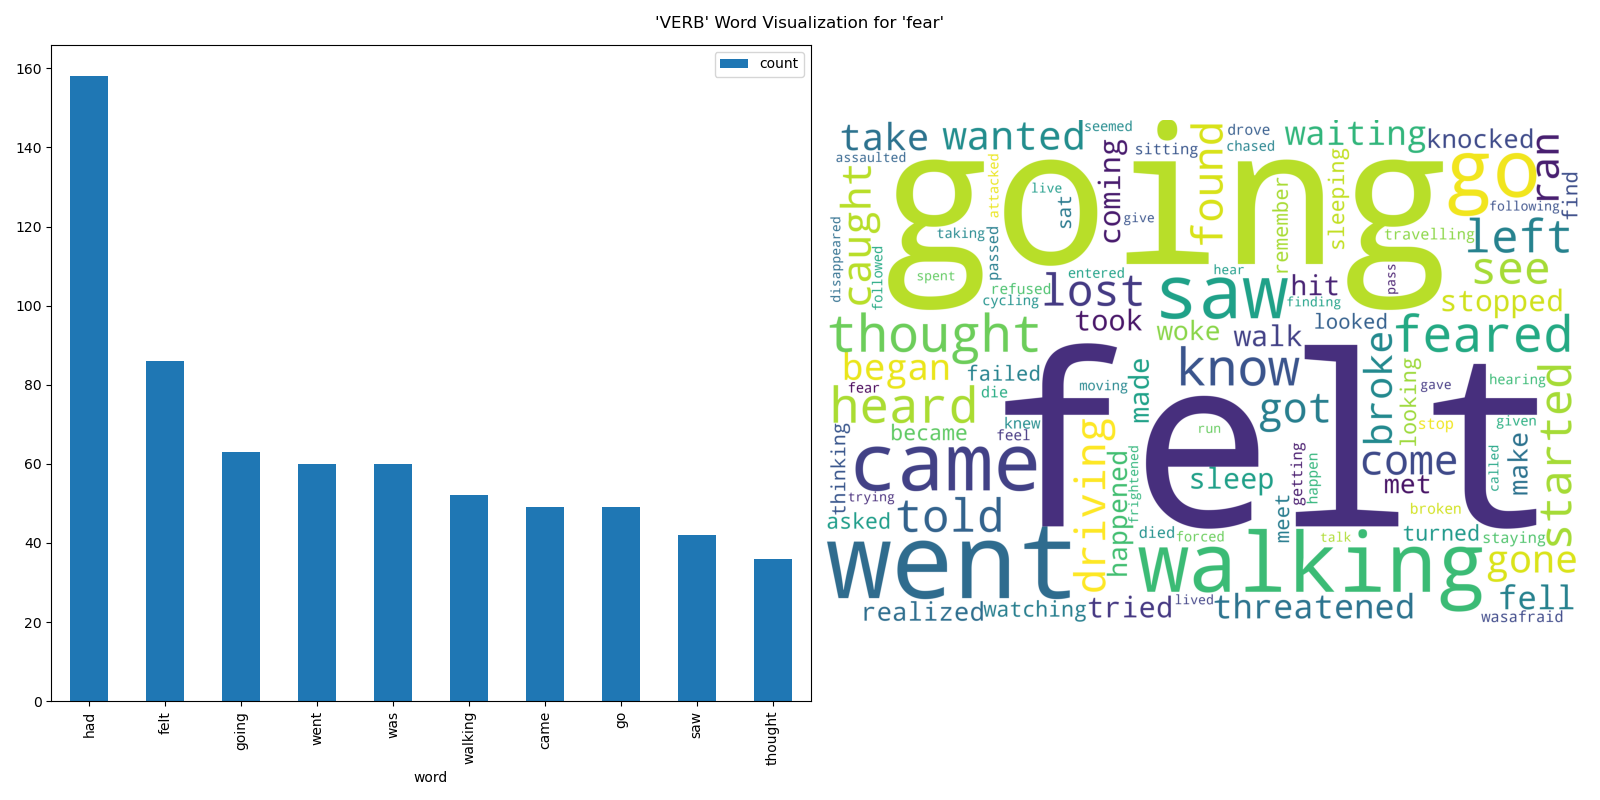 'VERB' Word Visualization for 'fear'
count
160
140
120
100
80
60
40
20
0
had felt going went was walking came go saw thought
word
take wanted seemed coming sitting found drove chased waiting knocked ran
assaulted going go find
caught attacked live sat give remember sleeping following
disappeared followed taking passed travelling left
spent entered hear pass see
refused cycling lost saw hit finding stopped
thought took woke walk looked feared
began failed moving made know broke looking gave hearing
fear die felt got stop given started
heard became knew feel run
thinking came driving happened frightened sleep getting happen come met called make
trying
asked told meet broken turned staying
went died forced talk walking gone
realized watching tried lived threatened fell
wasafraid